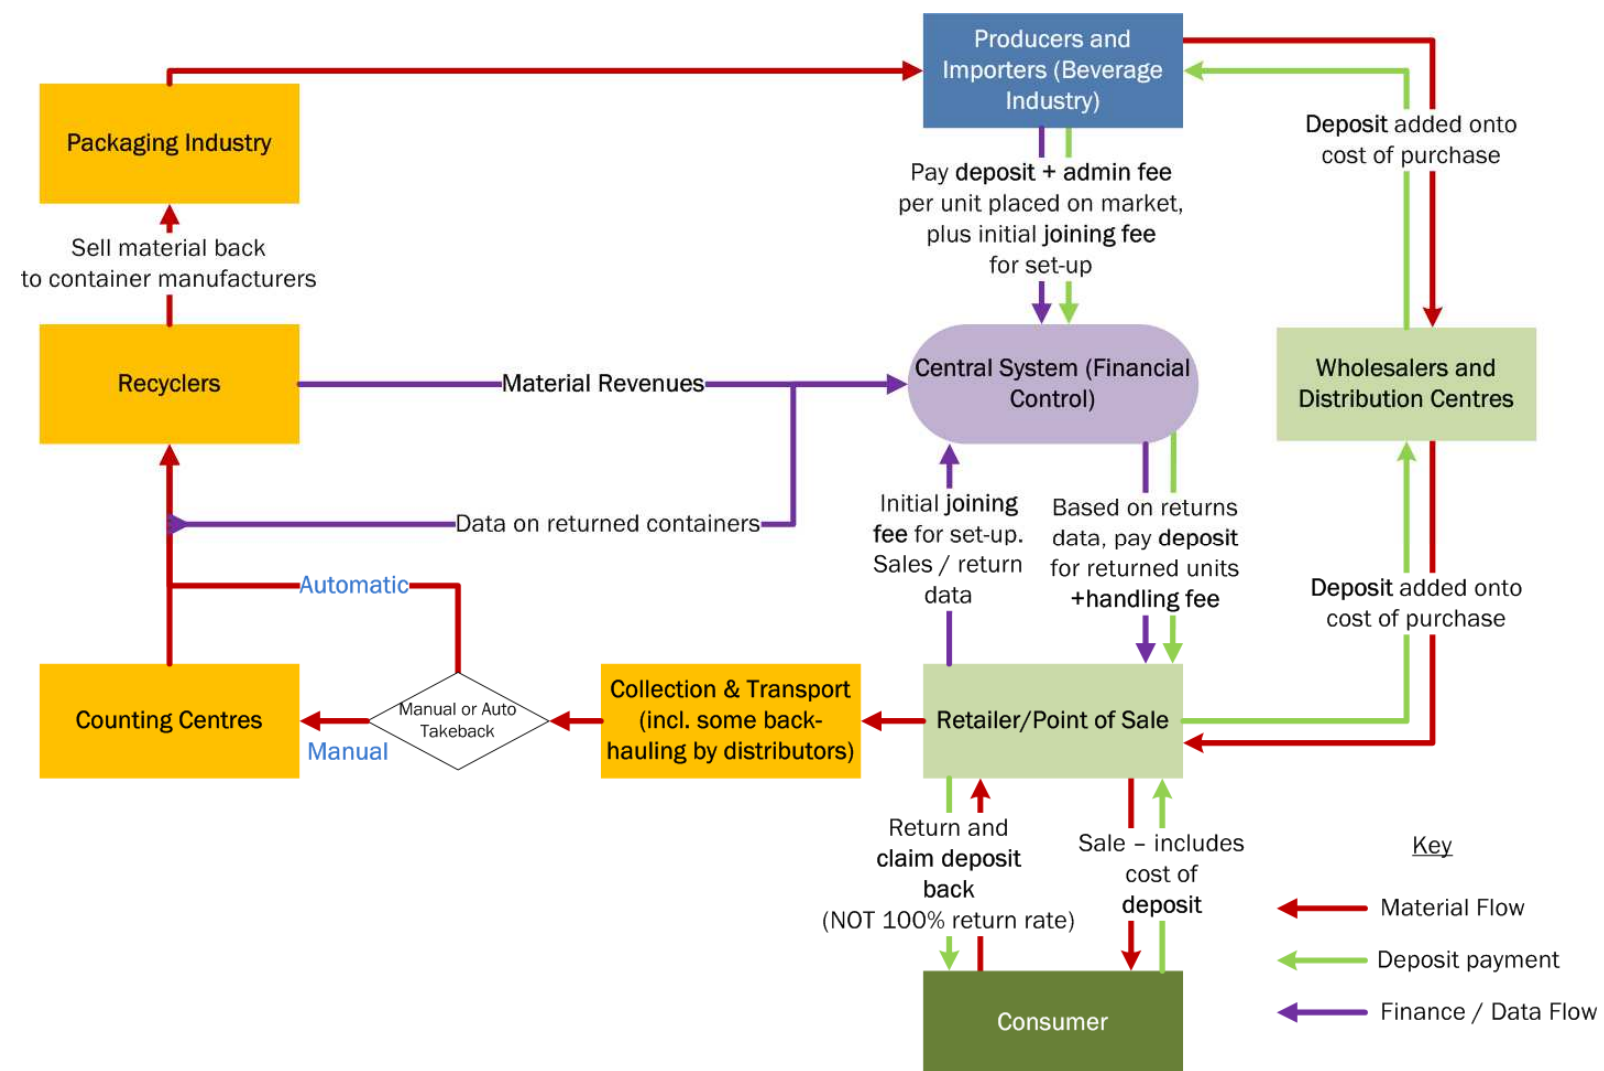 Producers and
Importers (Beverage
Industry)
Packaging Industry
Deposit added onto
cost of purchase
Pay deposit + admin fee
per unit placed on market,
plus initial joining fee
for set-up
Sell material back
to container manufacturers
Recyclers
Material Revenues
Central System (Financial
Control)
Wholesalers and
Distribution Centres
Data on returned containers
Initial joining
fee for set-up.
Sales / return
data
Based on returns
data, pay deposit
for returned units
+handling fee
Automatic
Deposit added onto
cost of purchase
Counting Centres
Manual
Manual or Auto
Takeback
Collection & Transport
(incl. some back-
hauling by distributors)
Retailer/Point of Sale
Return and
claim deposit
back
(NOT 100% return rate)
Sale – includes
cost of
deposit
Key
Material Flow
Deposit payment
Finance / Data Flow
Consumer